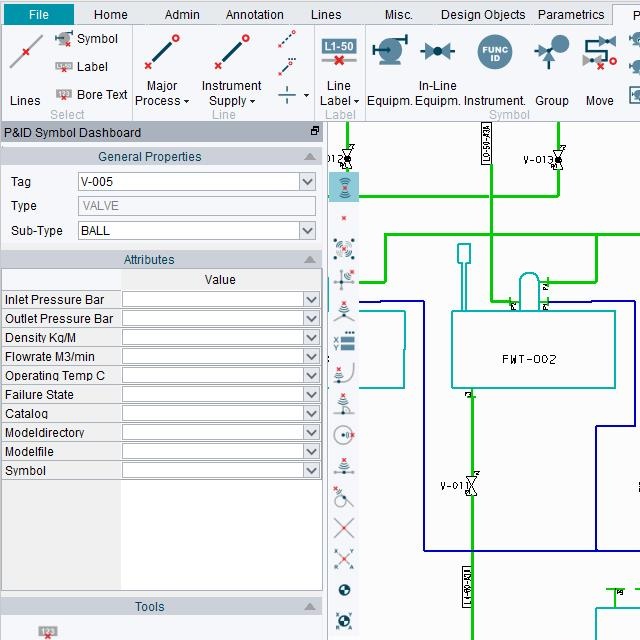 File Home Admin Annotation Lines Misc. Design Objects Parametrics
Symbol
Label
Bore Text
Lines
Select
Major Process
Instrument Supply
Line
L1-50
Line Label
Label
Equipm.
In-Line Equipm.
FUNC ID
Instrument.
Group
Move
Symbol
P&ID Symbol Dashboard
General Properties
Tag V-005
Type VALVE
Sub-Type BALL
Attributes
Value
Inlet Pressure Bar
Outlet Pressure Bar
Density Kg/M
Flowrate M3/min
Operating Temp C
Failure State
Catalog
Modeldirectory
Modelfile
Symbol
Tools
123
V-013
FWT-002
V-011